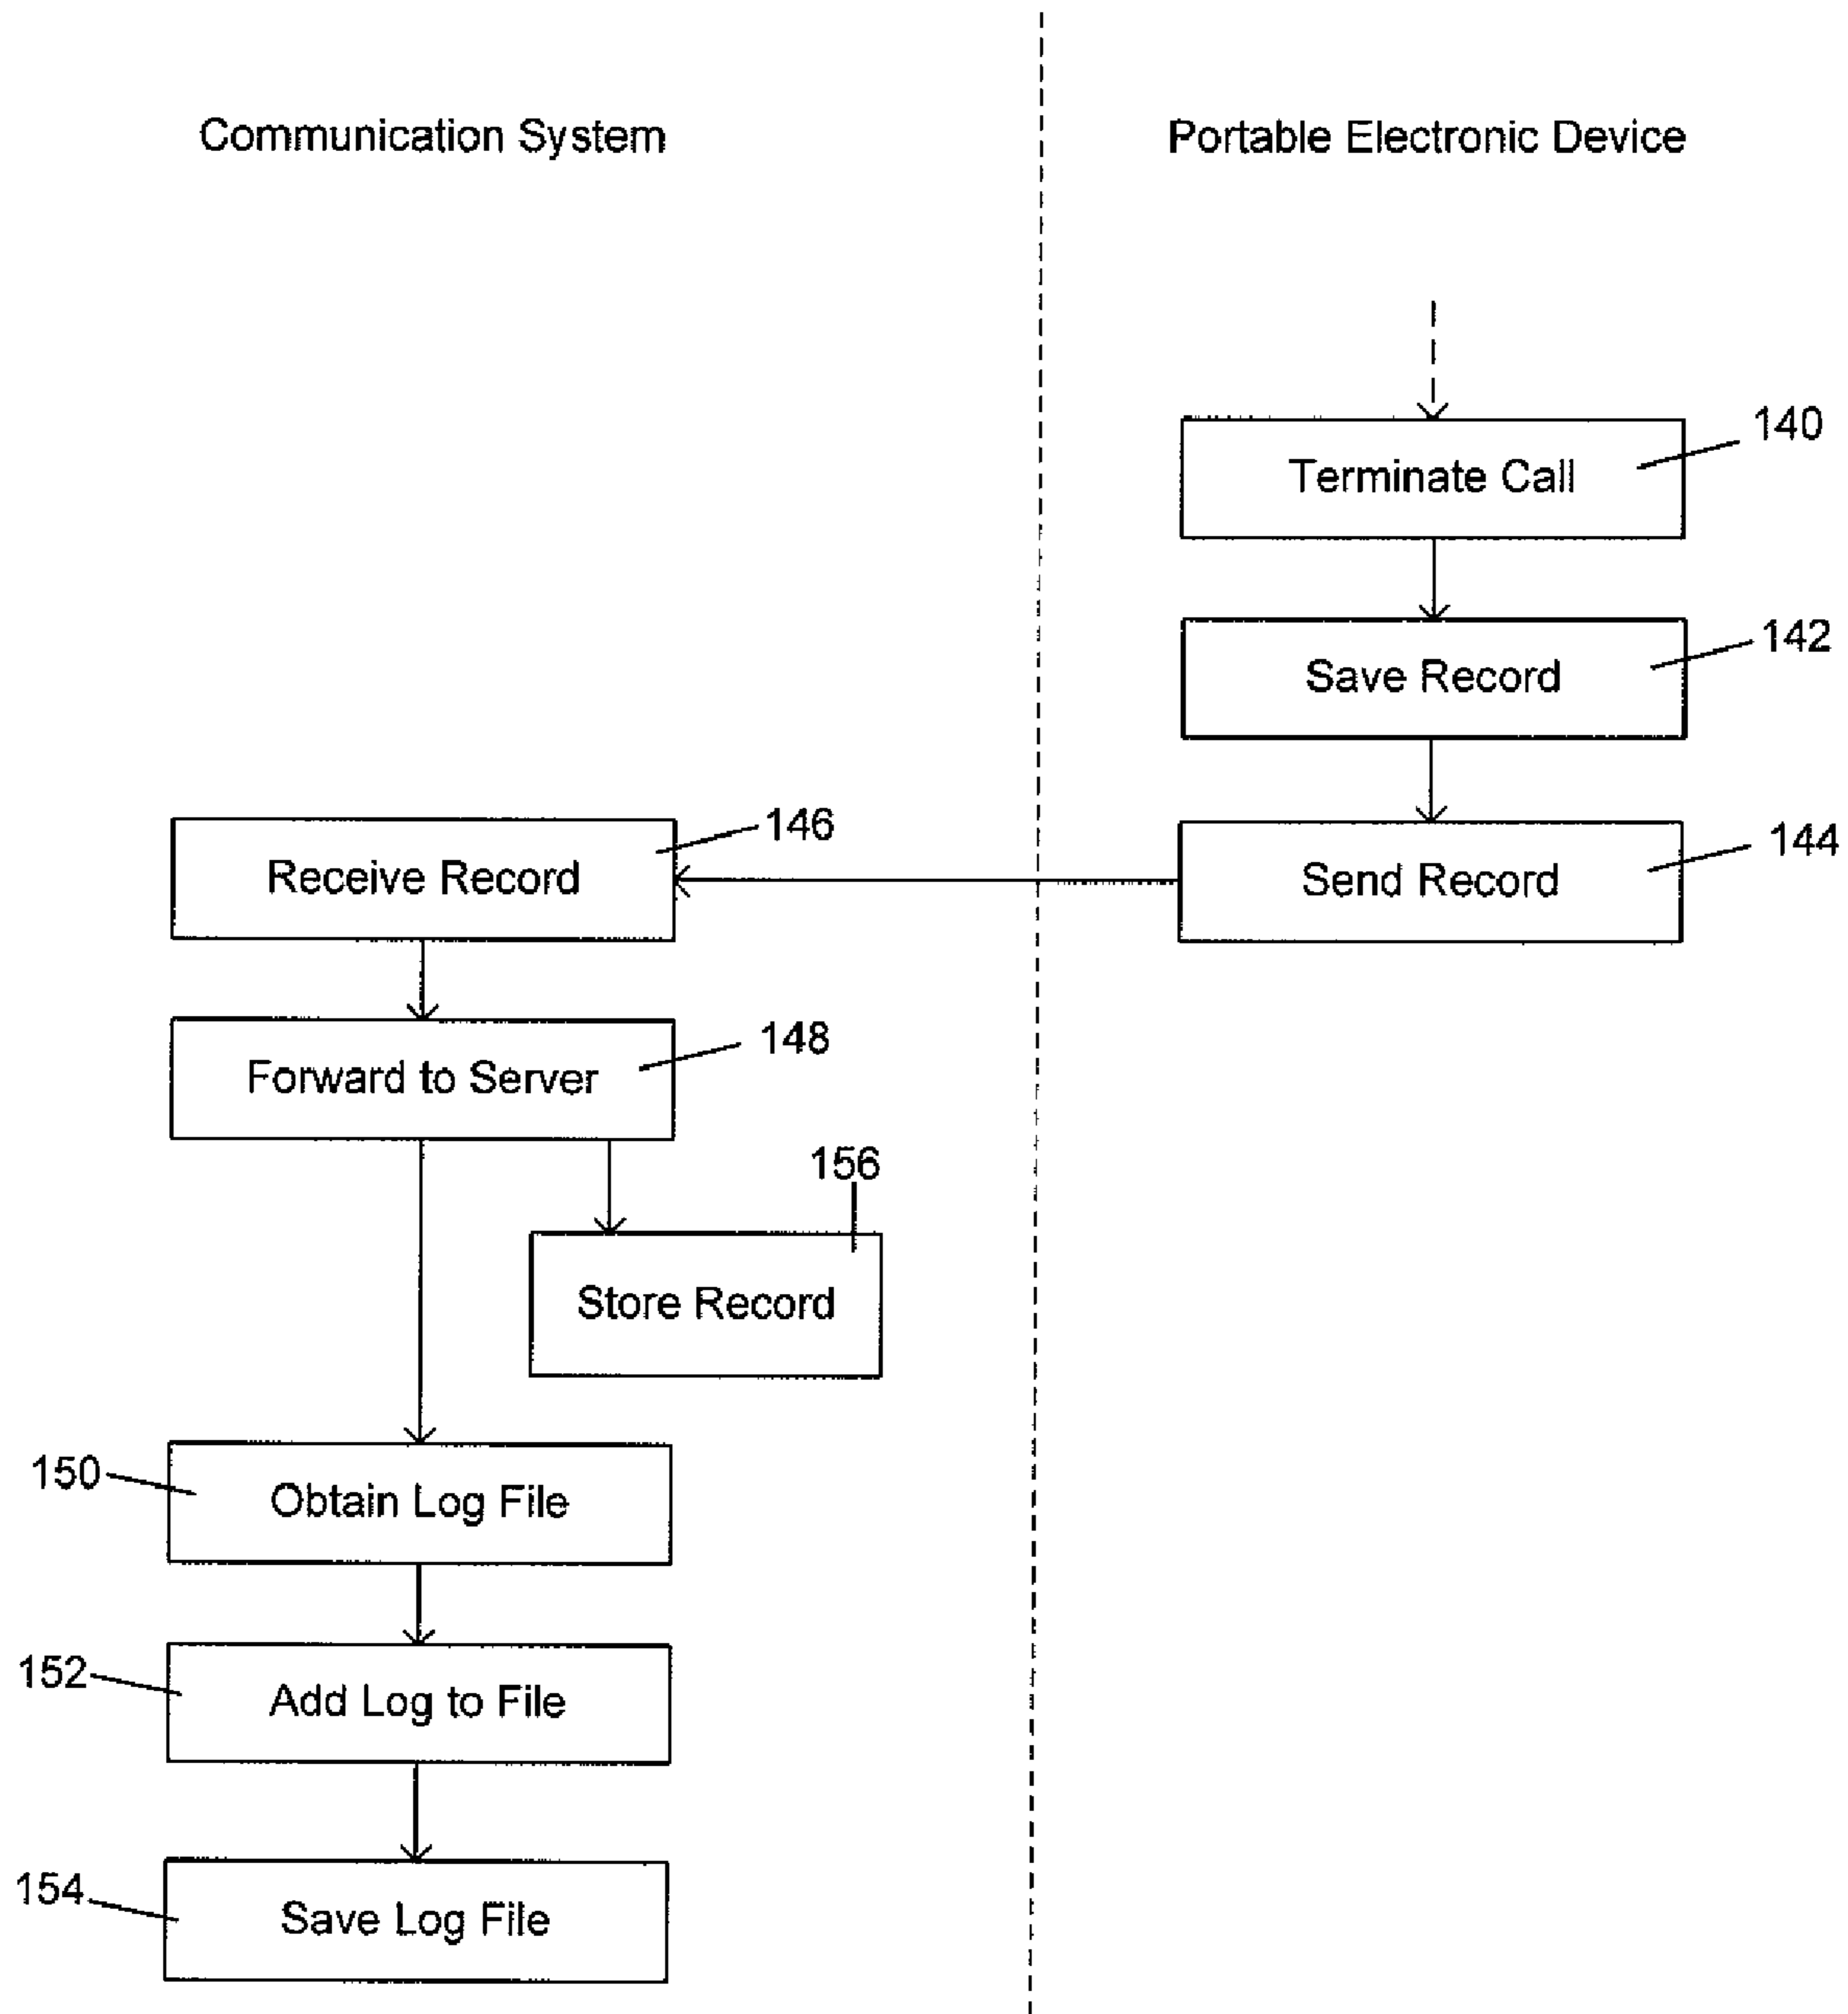 Communication System
Portable Electronic Device
140
Terminate Call
142
Save Record
144
Send Record
146
Receive Record
148
Forward to Server
156
Store Record
150
Obtain Log File
152
Add Log to File
154
Save Log File